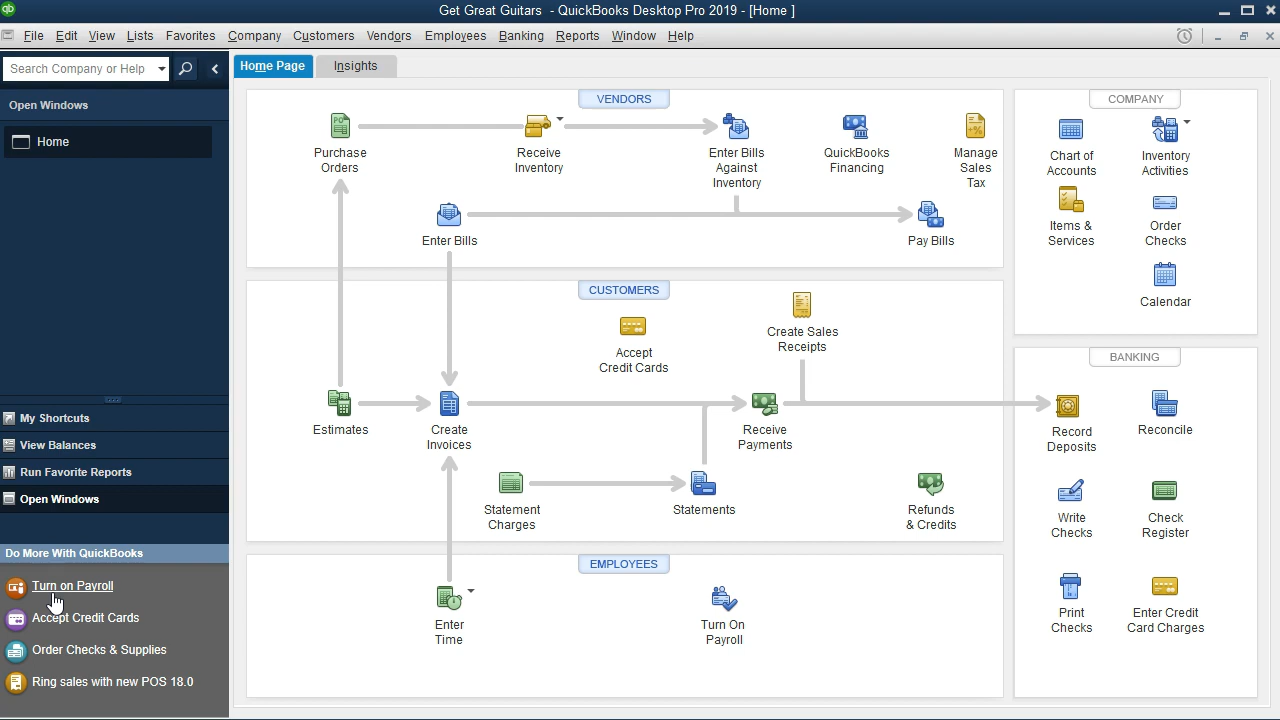 qb
Get Great Guitars - QuickBooks Desktop Pro 2019 - [Home ]
File Edit View Lists Favorites Company Customers Vendors Employees Banking Reports Window Help
Search Company or Help
Home Page Insights
Open Windows
Home
My Shortcuts
View Balances
Run Favorite Reports
Open Windows
Do More With QuickBooks
Turn on Payroll
Accept Credit Cards
Order Checks & Supplies
Ring sales with new POS 18.0
VENDORS
PO
Purchase
Orders
Receive
Inventory
Enter Bills
Against
Inventory
QuickBooks
Financing
Manage
Sales
Tax
Enter Bills
Pay Bills
CUSTOMERS
Accept
Credit Cards
Create Sales
Receipts
Estimates
Create
Invoices
Receive
Payments
Statement
Charges
Statements
Refunds
& Credits
EMPLOYEES
Enter
Time
Turn On
Payroll
COMPANY
Chart of
Accounts
Inventory
Activities
Items &
Services
Order
Checks
Calendar
BANKING
Record
Deposits
Reconcile
Write
Checks
Check
Register
Print
Checks
Enter Credit
Card Charges